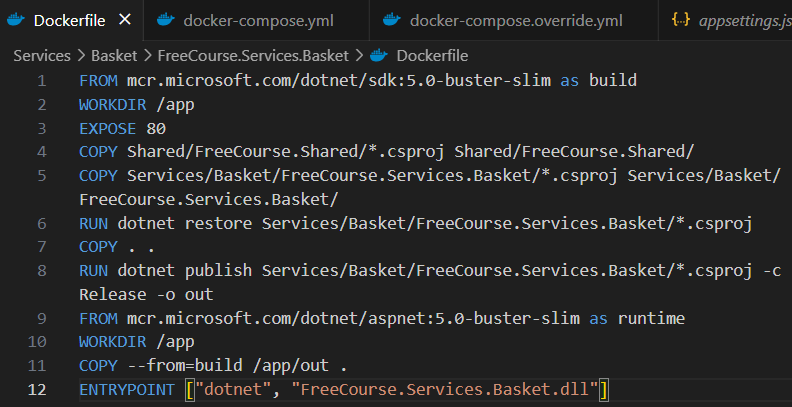 Dockerfile × docker-compose.yml docker-compose.override.yml {··} appsettings.js
Services > Basket > FreeCourse.Services.Basket > Dockerfile
1 FROM mcr.microsoft.com/dotnet/sdk:5.0-buster-slim as build
2 WORKDIR /app
3 EXPOSE 80
4 COPY Shared/FreeCourse.Shared/*.csproj Shared/FreeCourse.Shared/
5 COPY Services/Basket/FreeCourse.Services.Basket/*.csproj Services/Basket/
FreeCourse.Services.Basket/
6 RUN dotnet restore Services/Basket/FreeCourse.Services.Basket/*.csproj
7 COPY . .
8 RUN dotnet publish Services/Basket/FreeCourse.Services.Basket/*.csproj -c
Release -o out
9 FROM mcr.microsoft.com/dotnet/aspnet:5.0-buster-slim as runtime
10 WORKDIR /app
11 COPY --from=build /app/out .
12 ENTRYPOINT ["dotnet", "FreeCourse.Services.Basket.dll"]